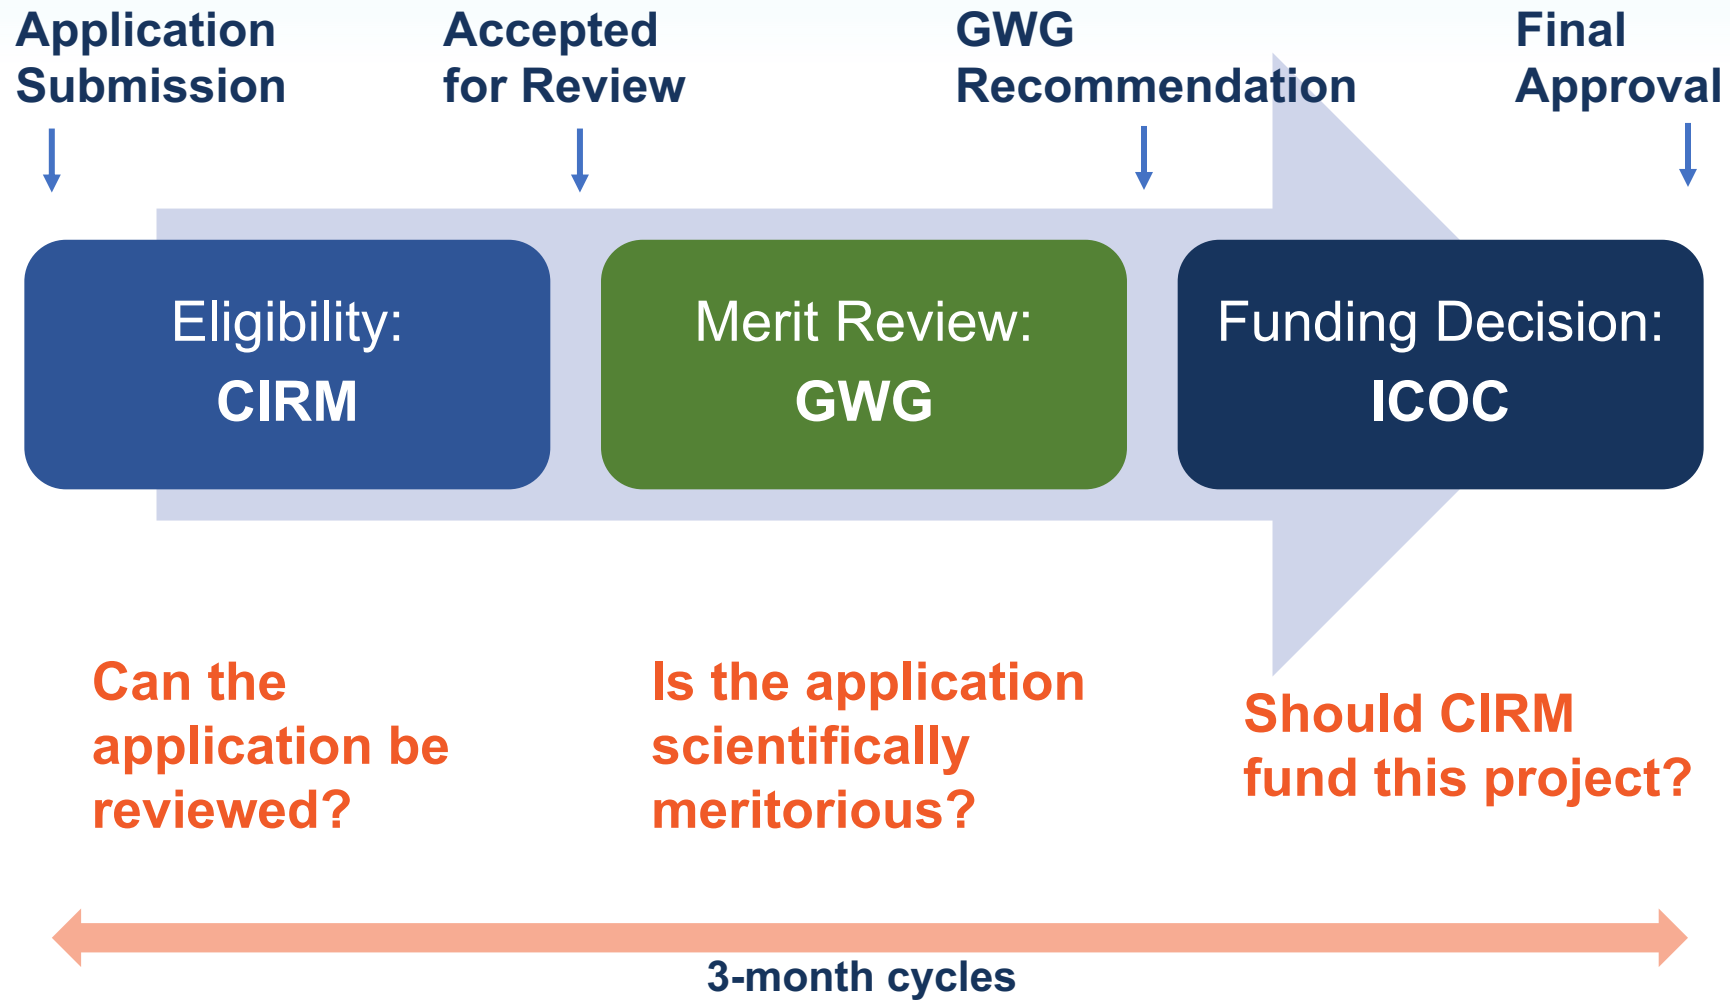 Application
Submission
Accepted
for Review
GWG
Recommendation
Final
Approval
Eligibility:
CIRM
Merit Review:
GWG
Funding Decision:
ICOC
Can the
application be
reviewed?
Is the application
scientifically
meritorious?
Should CIRM
fund this project?
3-month cycles